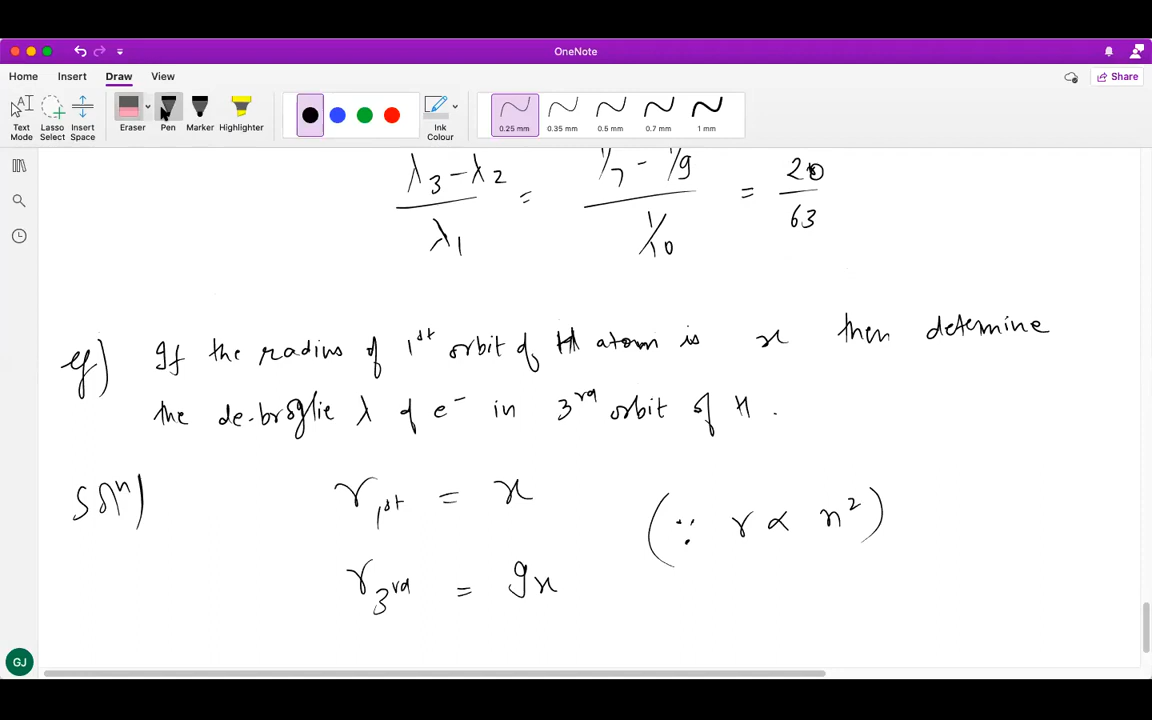 OneNote
Home Insert Draw View
Share
Text Mode
Lasso Select
Insert Space
Eraser
Pen
Marker
Highlighter
Ink Colour
0.25 mm
0.35 mm
0.5 mm
0.7 mm
1 mm
λ3 - λ2 / λ1 = (1/7 - 1/9) / (1/10) = 20/63
eg) If the radius of 1st orbit of H atom is x then determine
the de-broglie λ of e⁻ in 3rd orbit of H.
Solⁿ) r1st = x
(∵ r ∝ n²)
r3rd = 9x
GJ